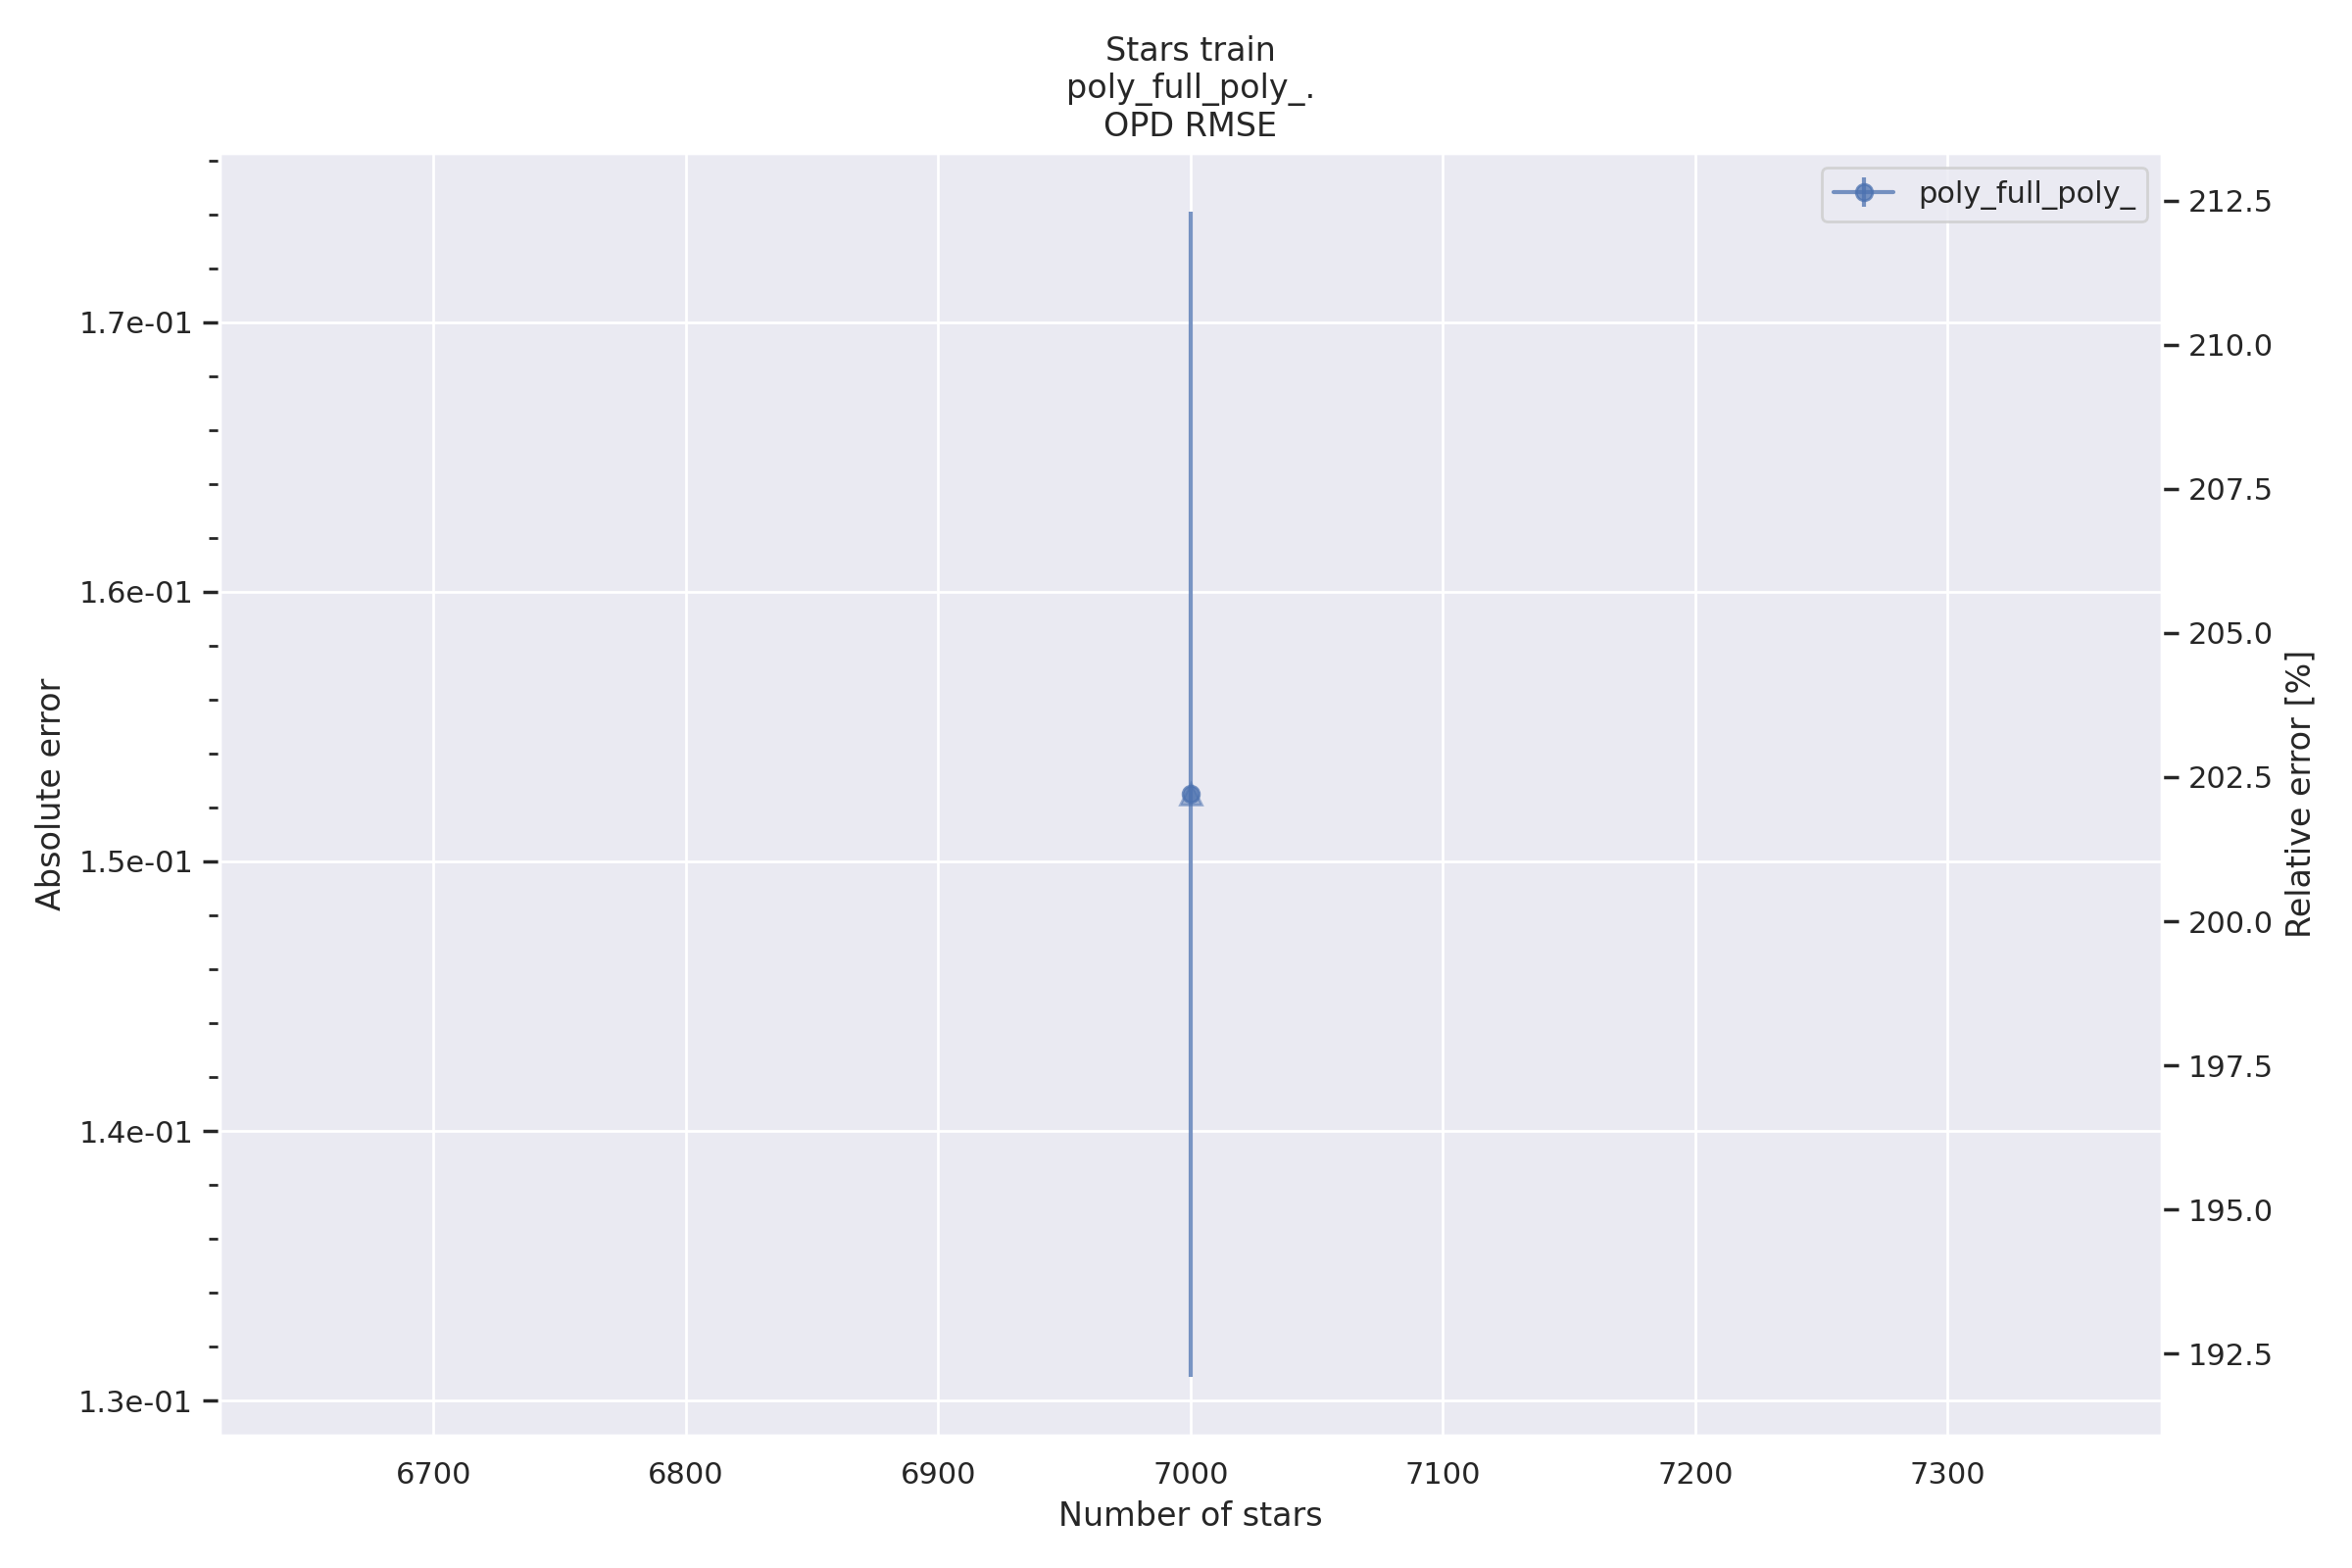 Stars train
poly_full_poly_.
OPD RMSE
poly_full_poly_
Absolute error
1.7e-01
1.6e-01
1.5e-01
1.4e-01
1.3e-01
212.5
210.0
207.5
205.0
202.5
200.0
197.5
195.0
192.5
Relative error [%]
6700 6800 6900 7000 7100 7200 7300
Number of stars